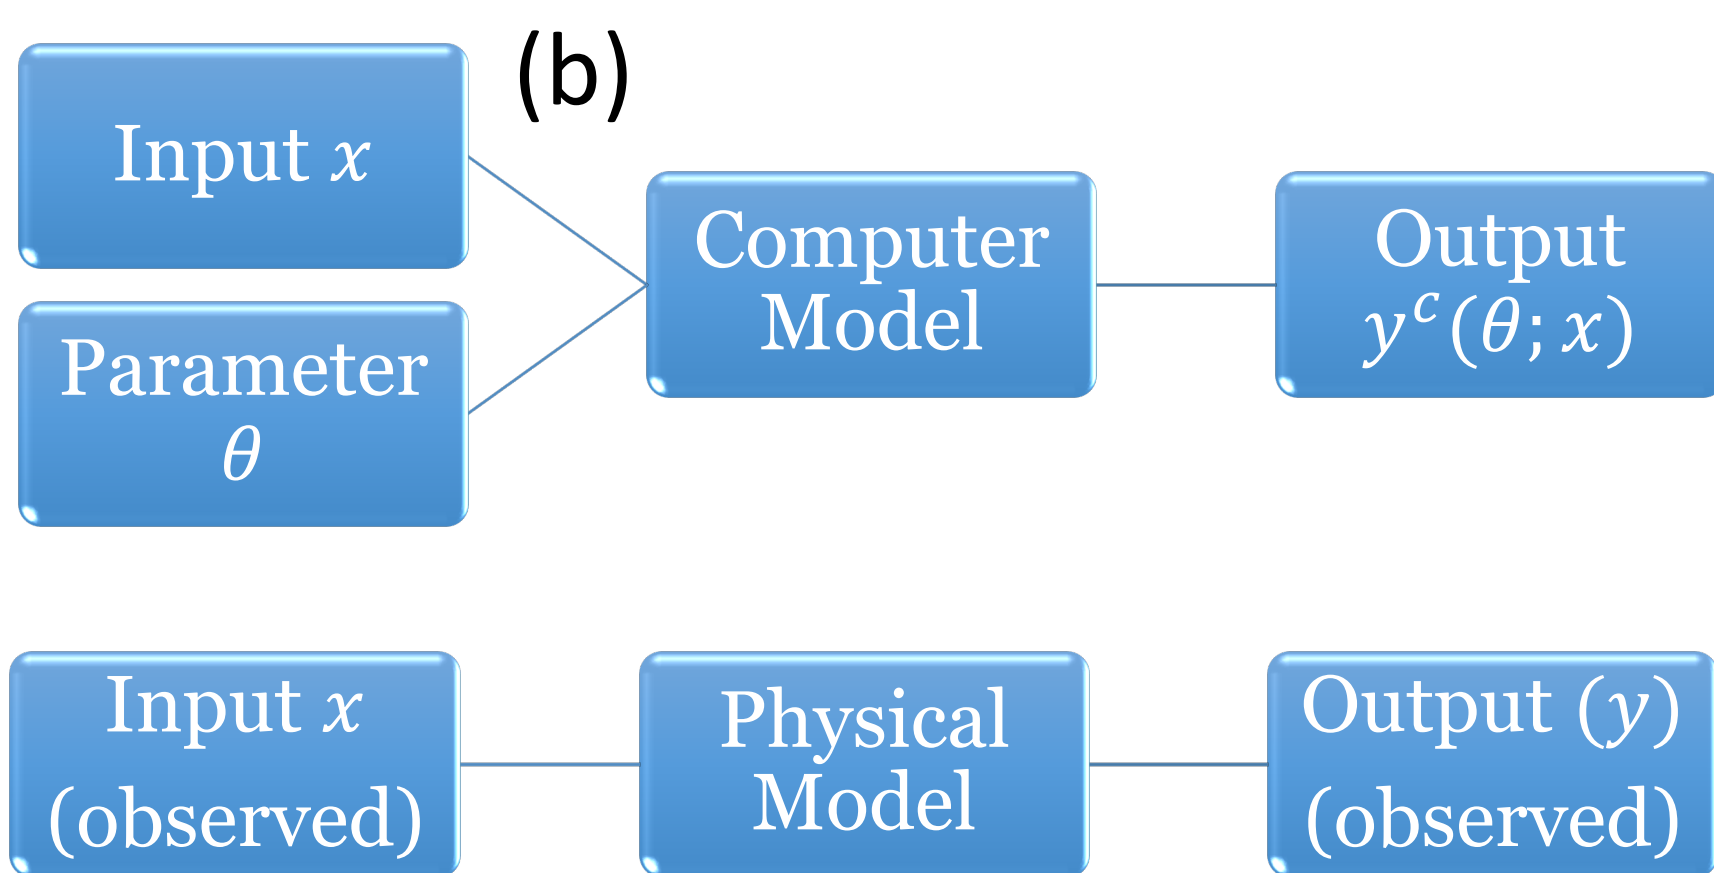 (b)
Input x
Parameter
θ
Computer
Model
Output
y^c(θ; x)
Input x
(observed)
Physical
Model
Output (y)
(observed)